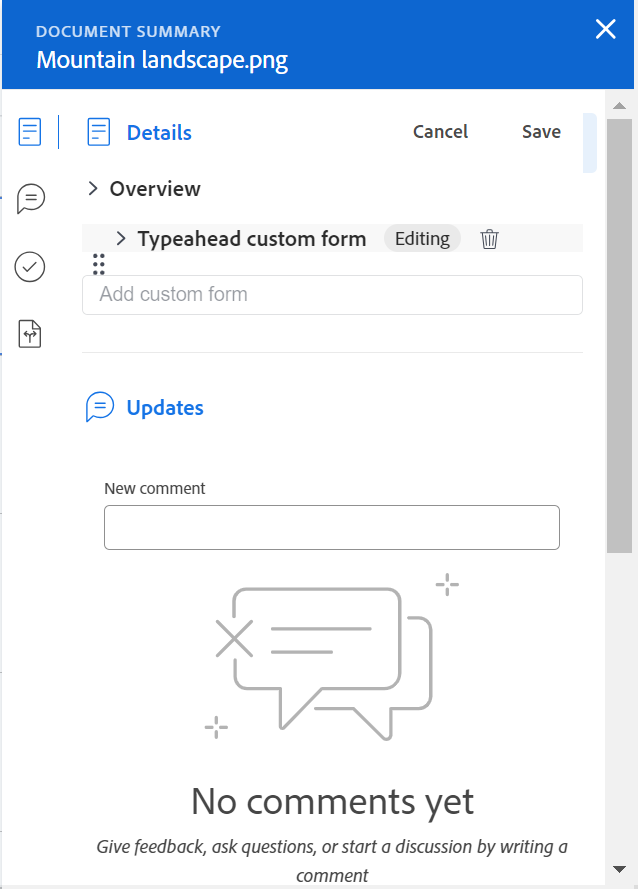 DOCUMENT SUMMARY
Mountain landscape.png
Details Cancel Save
Overview
Typeahead custom form Editing
Add custom form
Updates
New comment
No comments yet
Give feedback, ask questions, or start a discussion by writing a
comment